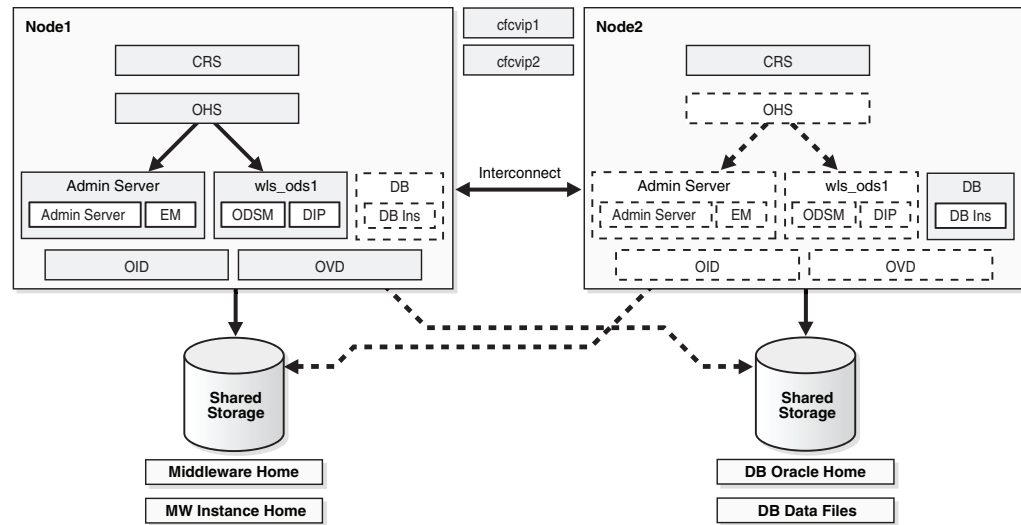 Node1
cfcvip1
Node2
cfcvip2
CRS
CRS
OHS
OHS
Interconnect
Admin Server
wls_ods1
DB
Admin Server
EM
ODSM
DIP
DB Ins
Admin Server
wls_ods1
DB
Admin Server
EM
ODSM
DIP
DB Ins
OID
OVD
OID
OVD
Shared
Storage
Shared
Storage
Middleware Home
DB Oracle Home
MW Instance Home
DB Data Files